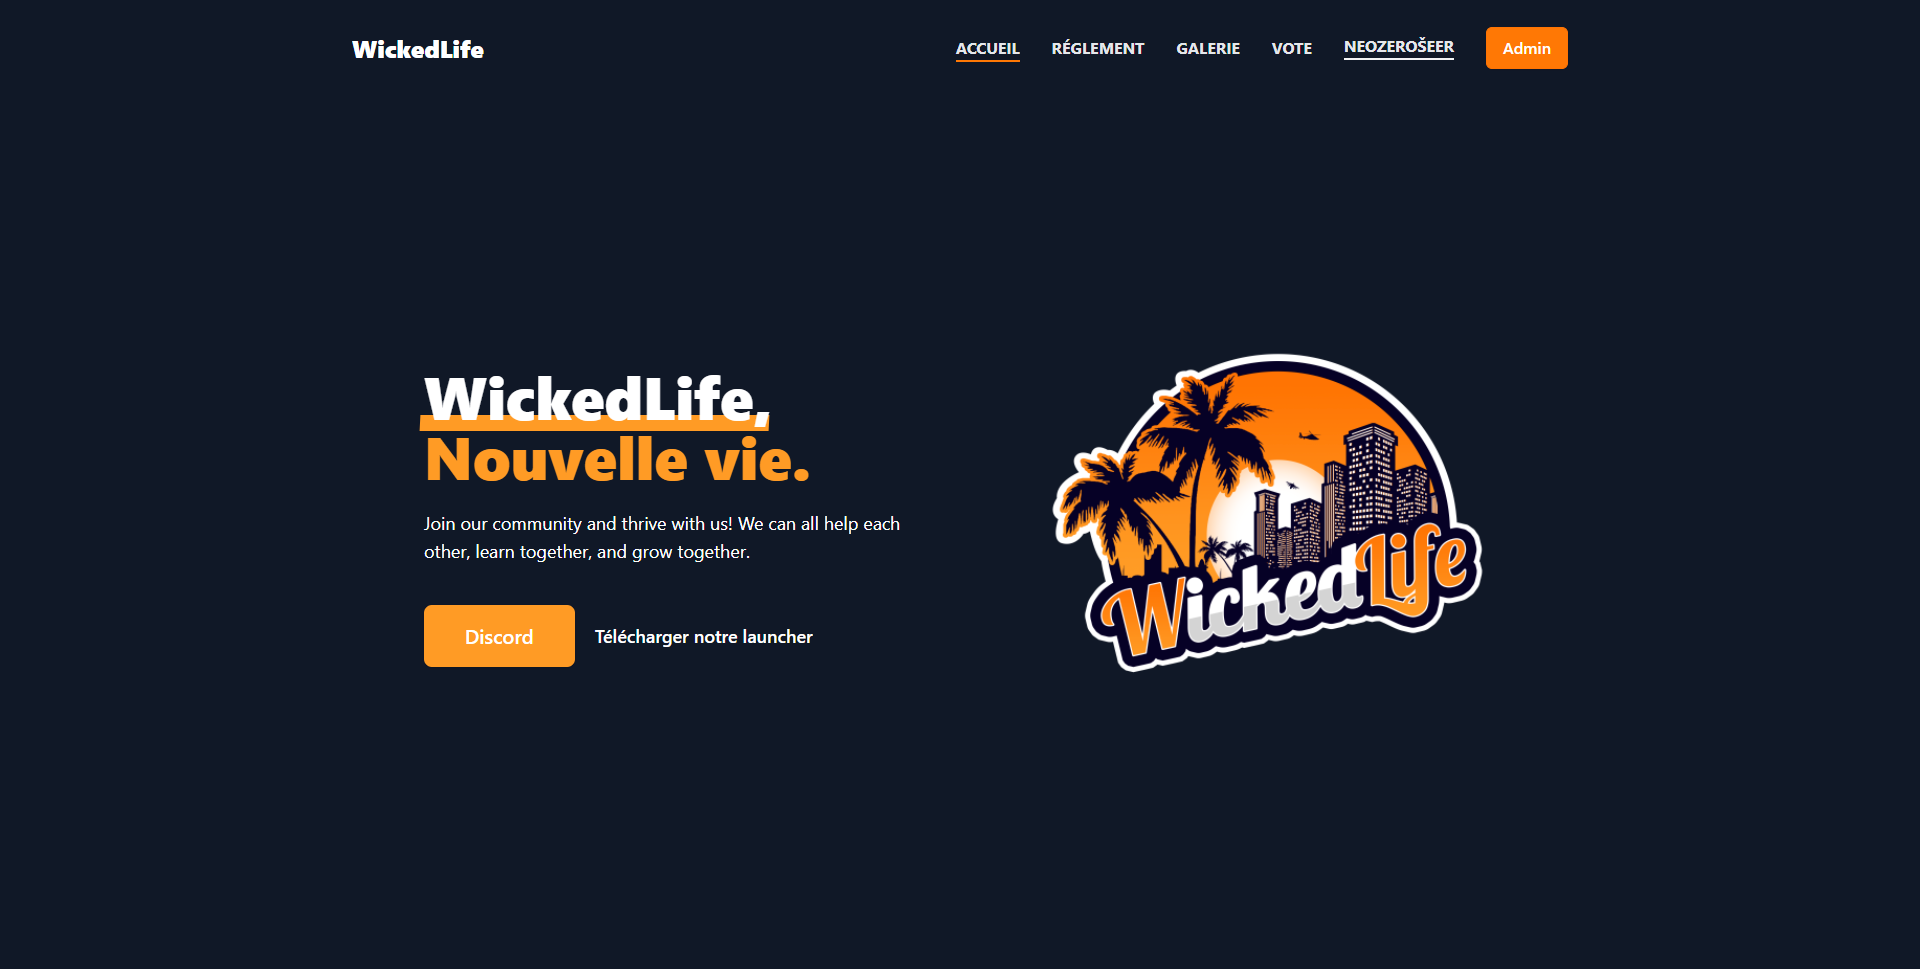 WickedLife
ACCUEIL RÉGLEMENT GALERIE VOTE NEOZEROŠEER Admin
WickedLife,
Nouvelle vie.
Join our community and thrive with us! We can all help each
other, learn together, and grow together.
Discord Télécharger notre launcher
WickedLife